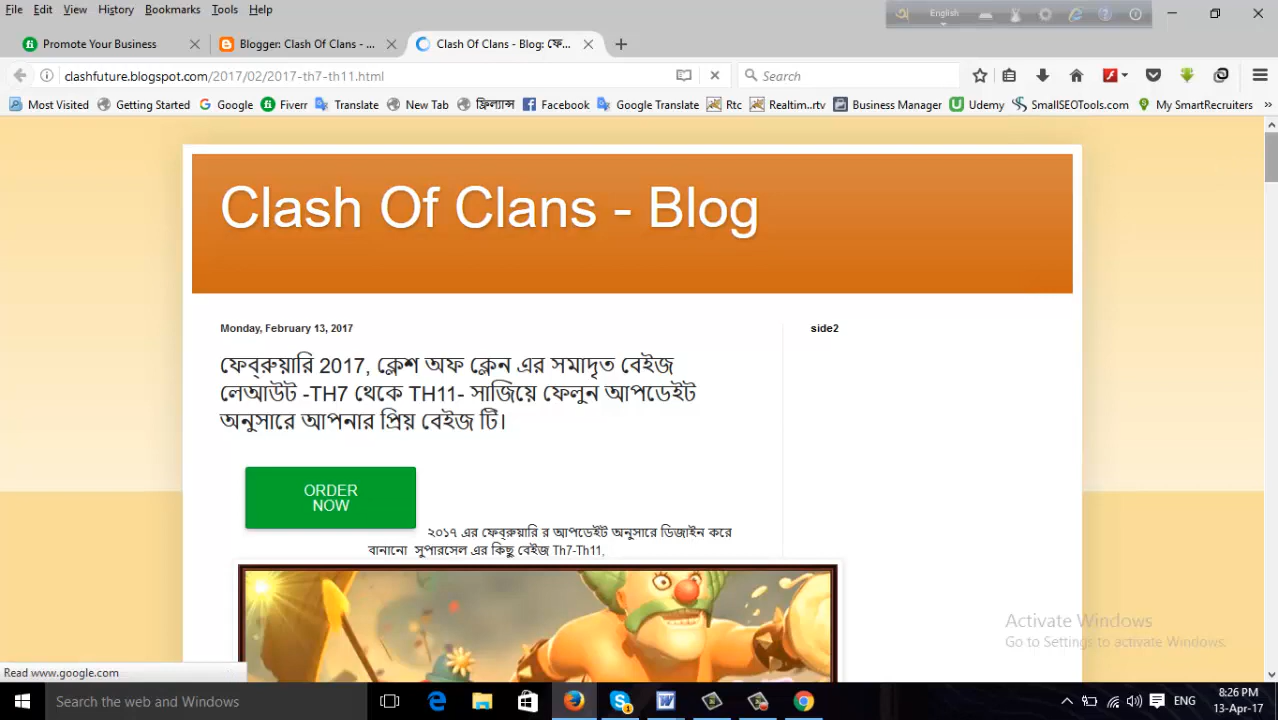 File Edit View History Bookmarks Tools Help
English
Promote Your Business
Blogger: Clash Of Clans - ...
Clash Of Clans - Blog: ফে...
clashfuture.blogspot.com/2017/02/2017-th7-th11.html
Search
Most Visited Getting Started Google Fiverr Translate New Tab ফ্রিল্যান্স Facebook Google Translate Rtc Realtim...rtv Business Manager Udemy SmallSEOTools.com My SmartRecruiters
Clash Of Clans - Blog
Monday, February 13, 2017
side2
ফেব্রুয়ারি 2017, ক্লেশ অফ ক্লেন এর সমাদৃত বেইজ
লেআউট -TH7 থেকে TH11- সাজিয়ে ফেলুন আপডেইট
অনুসারে আপনার প্রিয় বেইজ টি।
ORDER
NOW
২০১৭ এর ফেব্রুয়ারি র আপডেইট অনুসারে ডিজাইন করে
বানানো সুপারসেল এর কিছু বেইজ Th7-Th11,
Activate Windows
Go to Settings to activate Windows.
Read www.google.com
Search the web and Windows
ENG
8:26 PM
13-Apr-17